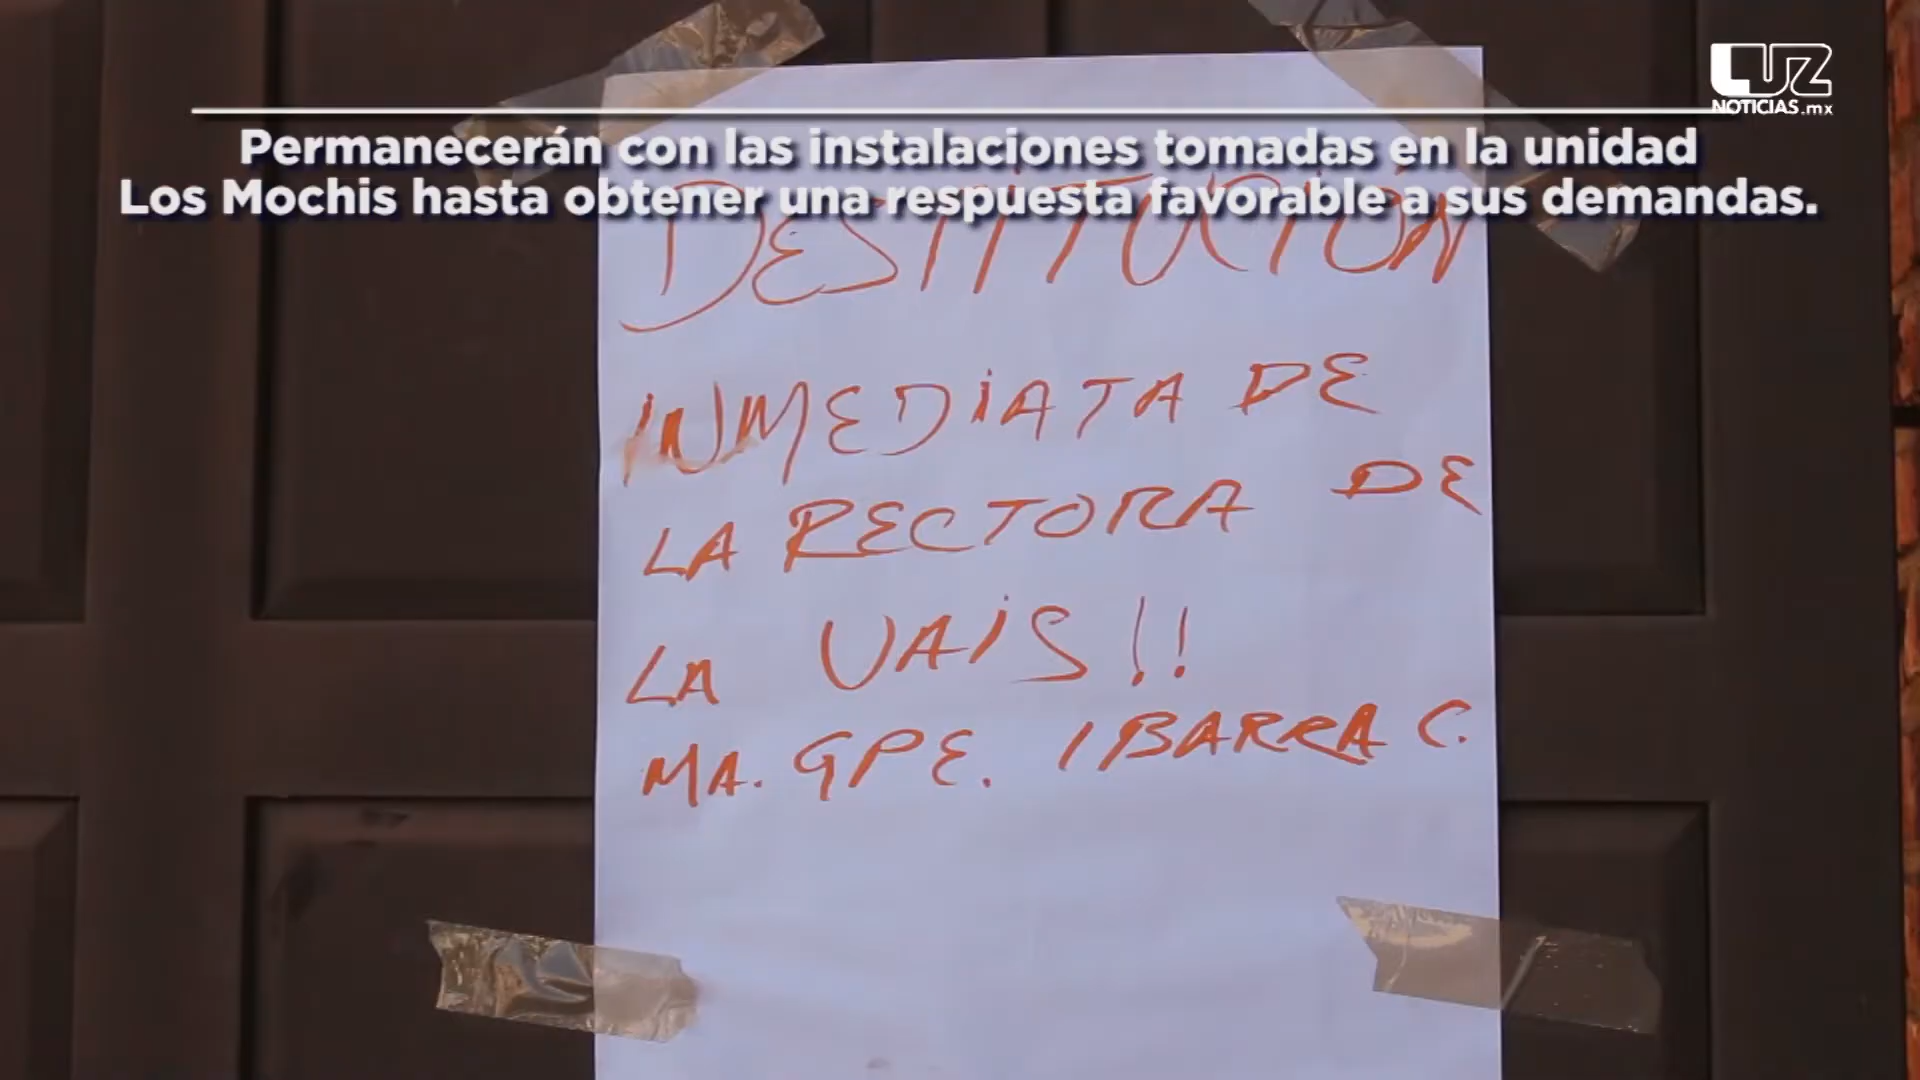 LUZ
NOTICIAS.mx
Permanecerán con las instalaciones tomadas en la unidad
Los Mochis hasta obtener una respuesta favorable a sus demandas.
DESTITUCIÓN
INMEDIATA DE
LA RECTORA DE
LA UAIS!!
MA. GPE. IBARRA C.